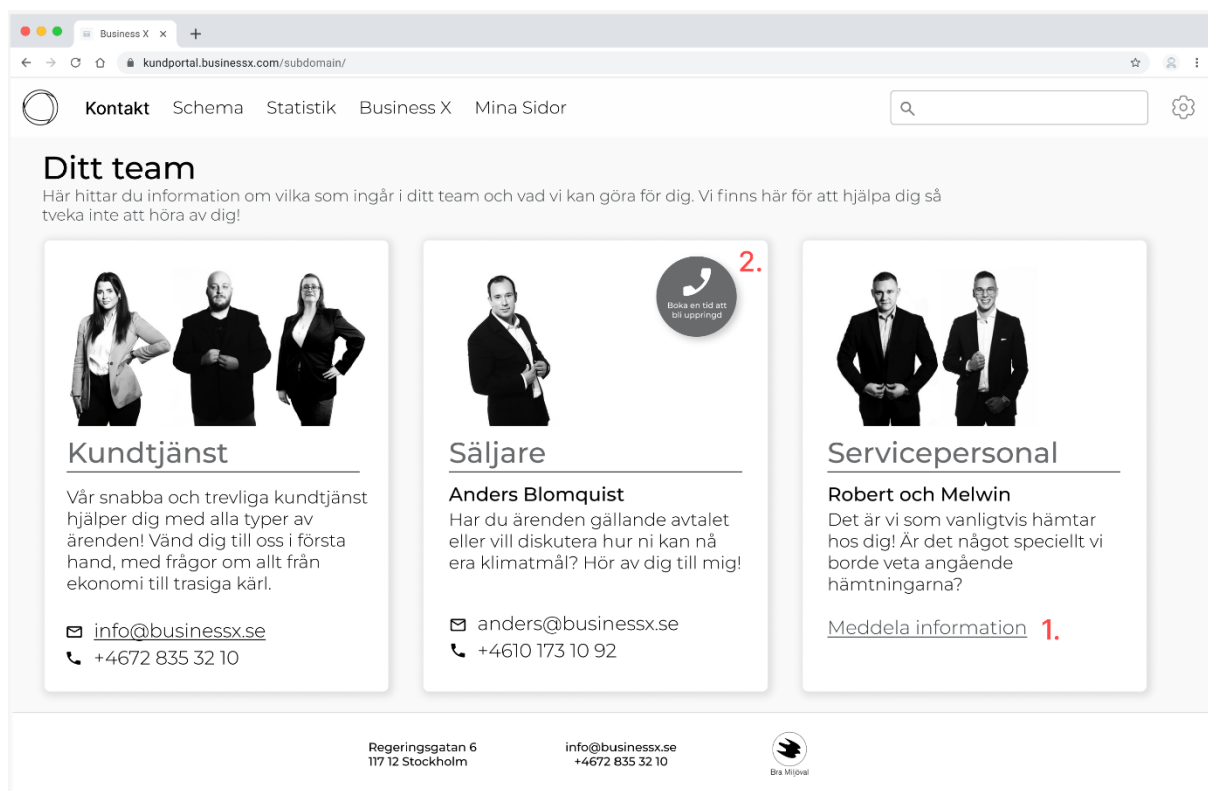 Business X
kundportal.businessx.com/subdomain/
Kontakt Schema Statistik Business X Mina Sidor
Ditt team
Här hittar du information om vilka som ingår i ditt team och vad vi kan göra för dig. Vi finns här för att hjälpa dig så
tveka inte att höra av dig!
Kundtjänst
Vår snabba och trevliga kundtjänst
hjälper dig med alla typer av
ärenden! Vänd dig till oss i första
hand, med frågor om allt från
ekonomi till trasiga kärl.
info@businessx.se
+4672 835 32 10
2.
Boka en tid att
bli uppringd
Säljare
Anders Blomquist
Har du ärenden gällande avtalet
eller vill diskutera hur ni kan nå
era klimatmål? Hör av dig till mig!
anders@businessx.se
+4610 173 10 92
Servicepersonal
Robert och Melwin
Det är vi som vanligtvis hämtar
hos dig! Är det något speciellt vi
borde veta angående
hämtningarna?
Meddela information 1.
Regeringsgatan 6
117 12 Stockholm
info@businessx.se
+4672 835 32 10
Bra Miljöval